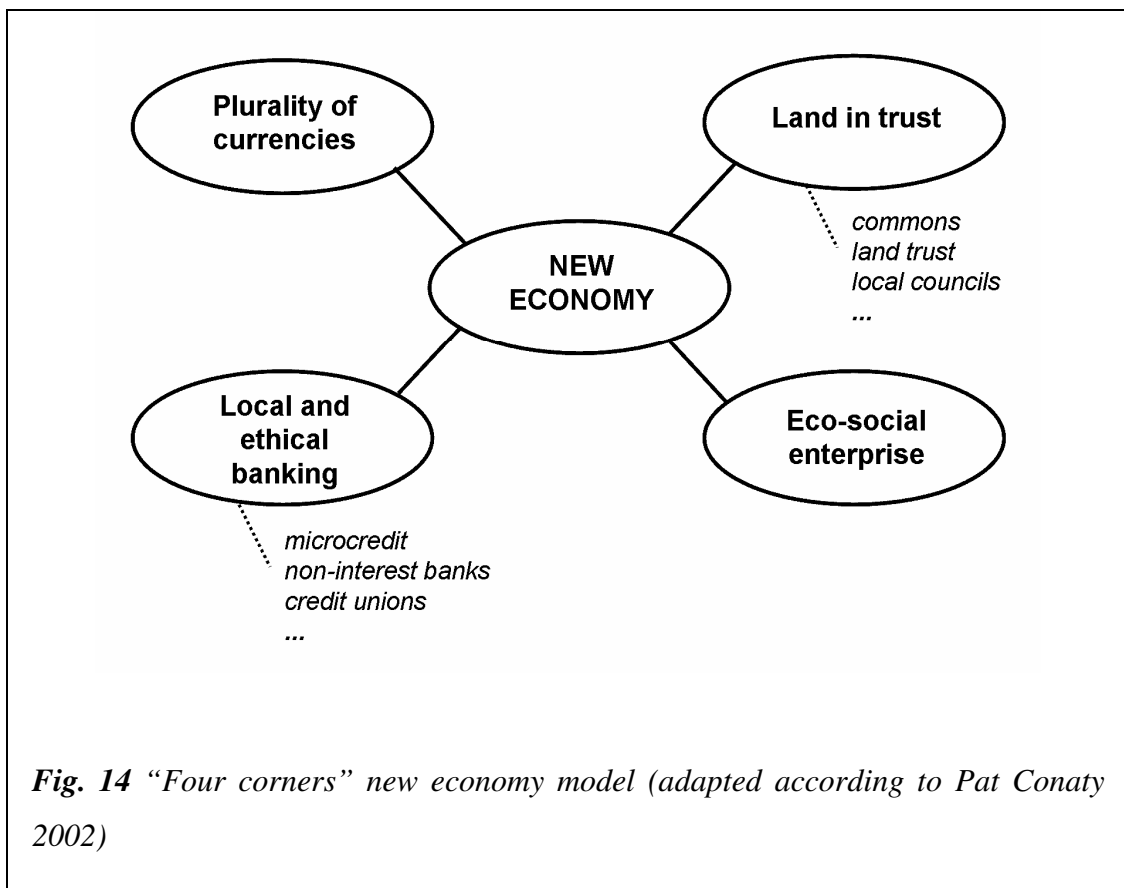 Plurality of
currencies
Land in trust
commons
land trust
local councils
...
NEW
ECONOMY
Local and
ethical
banking
microcredit
non-interest banks
credit unions
...
Eco-social
enterprise
Fig. 14 “Four corners” new economy model (adapted according to Pat Conaty
2002)